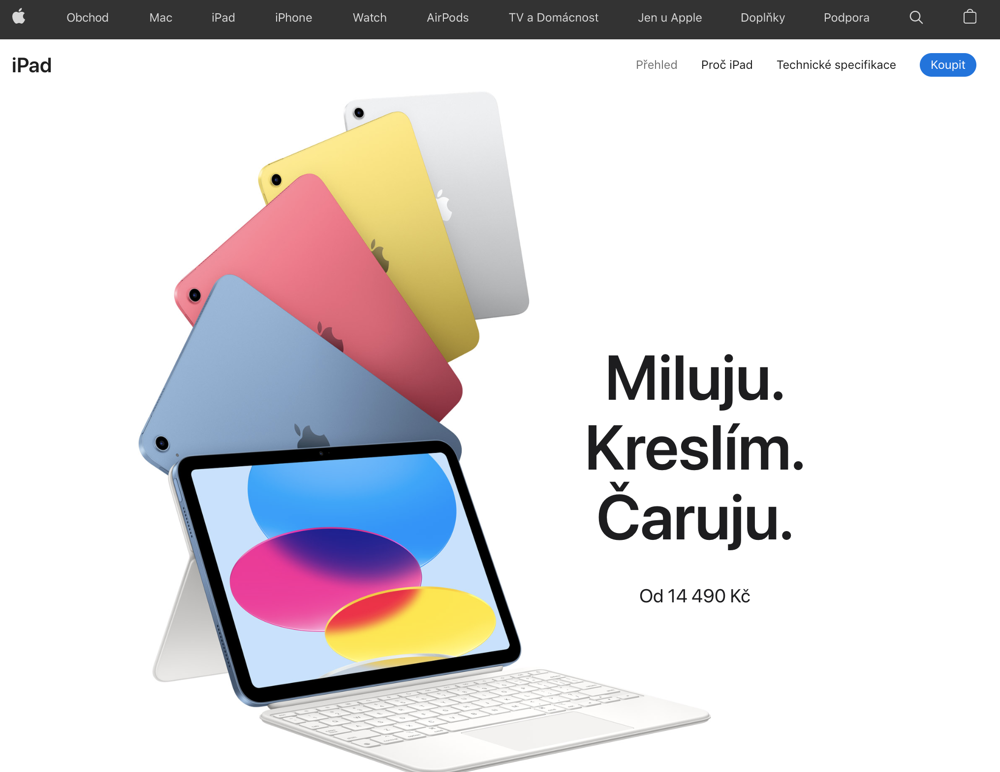 Obchod Mac iPad iPhone Watch AirPods TV a Domácnost Jen u Apple Doplňky Podpora
iPad Přehled Proč iPad Technické specifikace Koupit
Miluju.
Kreslím.
Čaruju.
Od 14 490 Kč